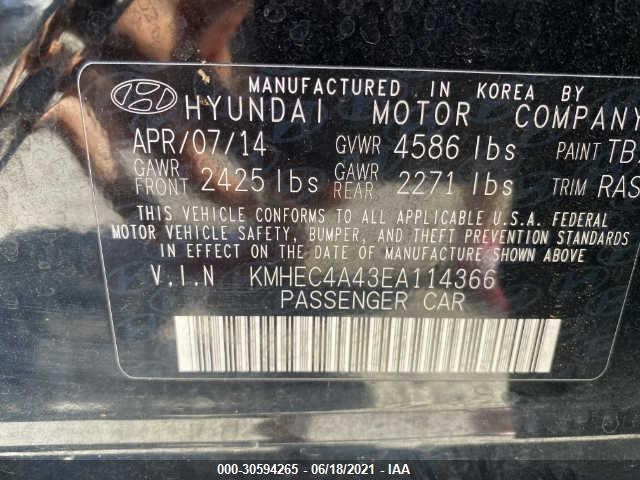 MANUFACTURED IN KOREA BY
HYUNDAI MOTOR COMPANY
APR/07/14 GVWR 4586 lbs PAINT TB
GAWR FRONT 2425 lbs GAWR REAR 2271 lbs TRIM RAS
THIS VEHICLE CONFORMS TO ALL APPLICABLE U.S.A. FEDERAL
MOTOR VEHICLE SAFETY, BUMPER, AND THEFT PREVENTION STANDARDS
IN EFFECT ON THE DATE OF MANUFACTURE SHOWN ABOVE.
V.I.N KMHEC4A43EA114366
PASSENGER CAR
000-30594265 - 06/18/2021 - IAA